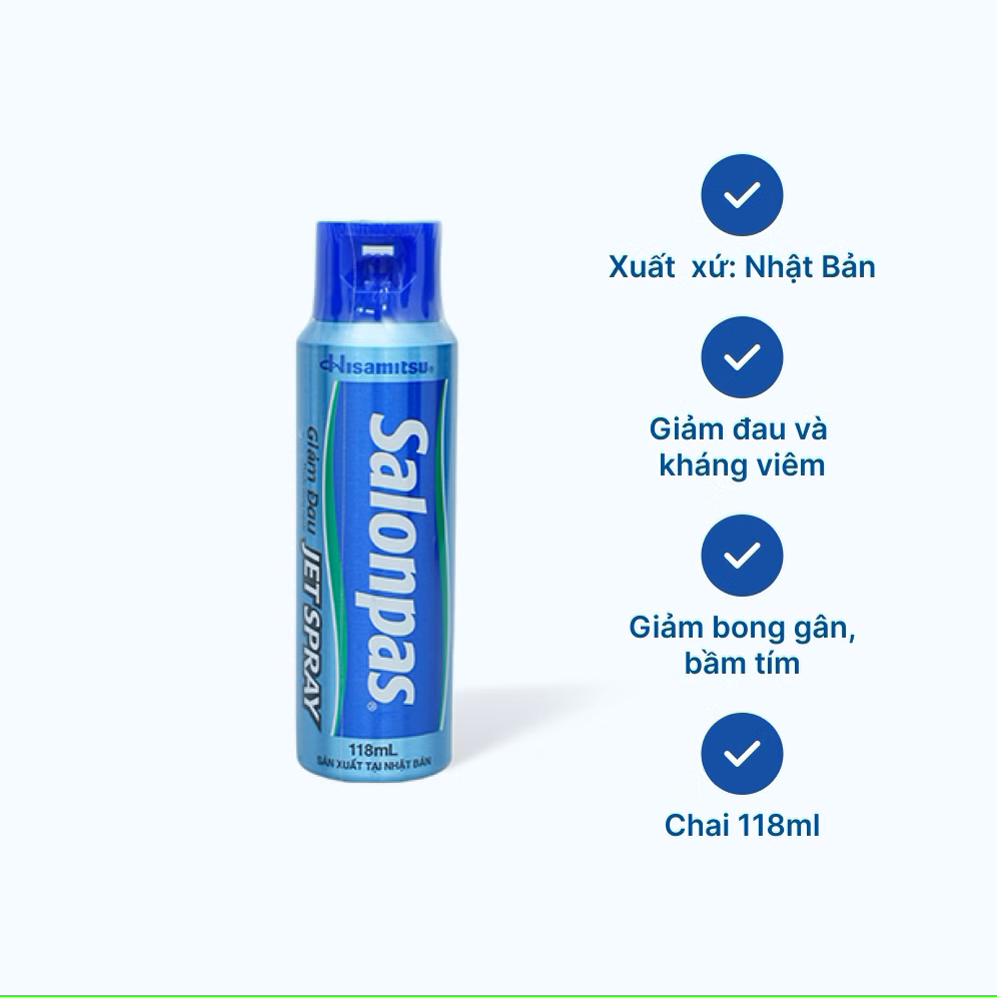 Hisamitsu®
Salonpas®
Giảm Đau JET SPRAY
118mL
SẢN XUẤT TẠI NHẬT BẢN
Xuất xứ: Nhật Bản
Giảm đau và
kháng viêm
Giảm bong gân,
bầm tím
Chai 118ml